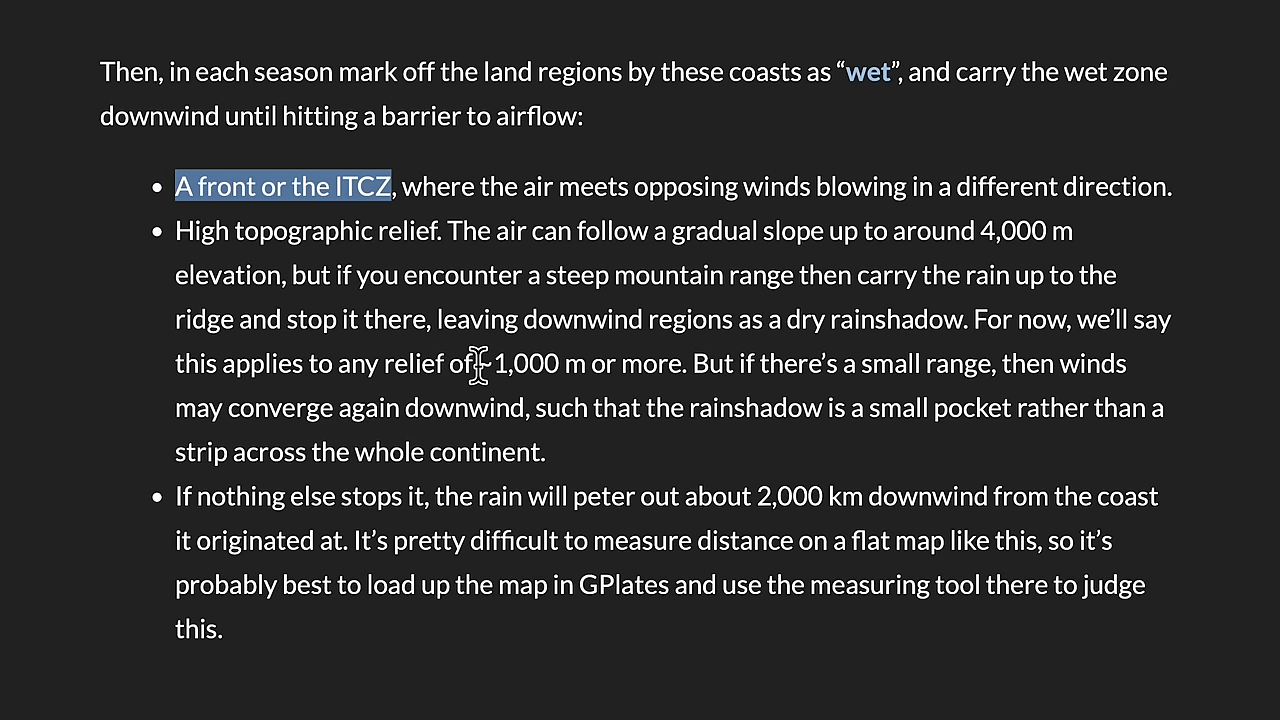 Then, in each season mark off the land regions by these coasts as “wet”, and carry the wet zone
downwind until hitting a barrier to airflow:
• A front or the ITCZ, where the air meets opposing winds blowing in a different direction.
• High topographic relief. The air can follow a gradual slope up to around 4,000 m
elevation, but if you encounter a steep mountain range then carry the rain up to the
ridge and stop it there, leaving downwind regions as a dry rainshadow. For now, we’ll say
this applies to any relief of ~1,000 m or more. But if there’s a small range, then winds
may converge again downwind, such that the rainshadow is a small pocket rather than a
strip across the whole continent.
• If nothing else stops it, the rain will peter out about 2,000 km downwind from the coast
it originated at. It’s pretty difficult to measure distance on a flat map like this, so it’s
probably best to load up the map in GPlates and use the measuring tool there to judge
this.